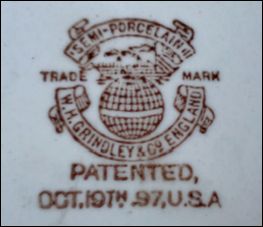 SEMI-PORCELAIN
TRADE MARK
W.H.GRINDLEY & Co ENGLAND
PATENTED,
OCT.19TH.97,U.S.A